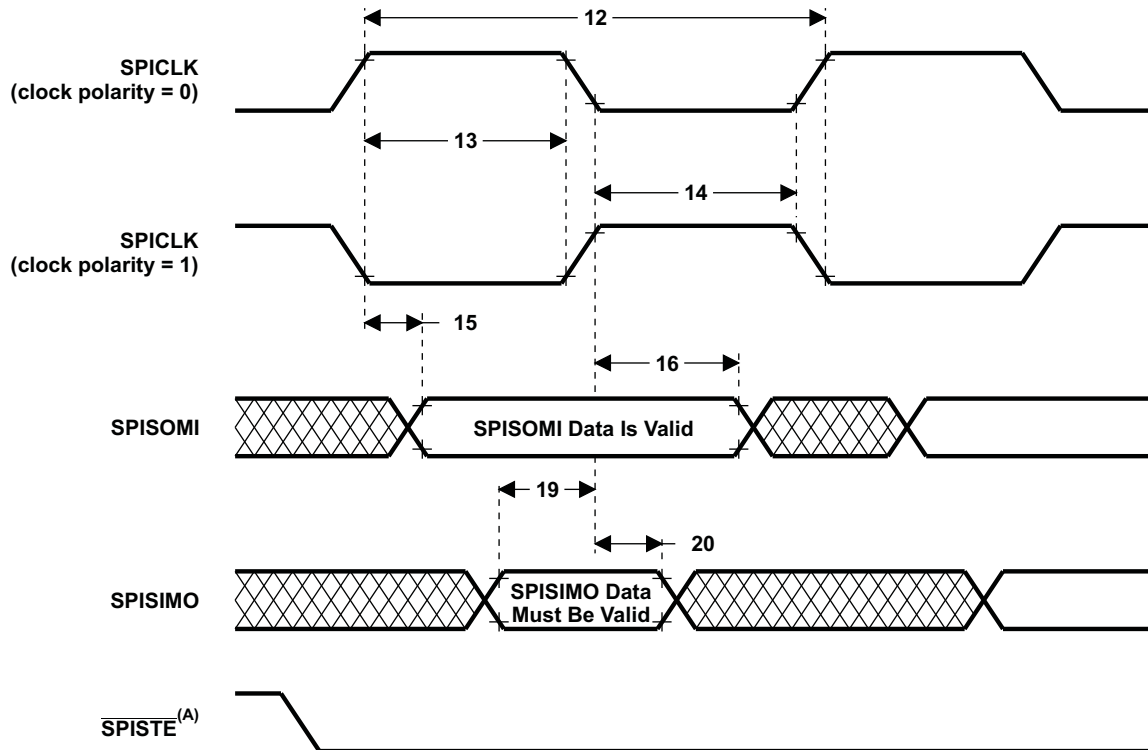 12
SPICLK
(clock polarity = 0)
13
14
SPICLK
(clock polarity = 1)
15
16
SPISOMI
SPISOMI Data Is Valid
19
20
SPISIMO
SPISIMO Data
Must Be Valid
SPISTE(A)